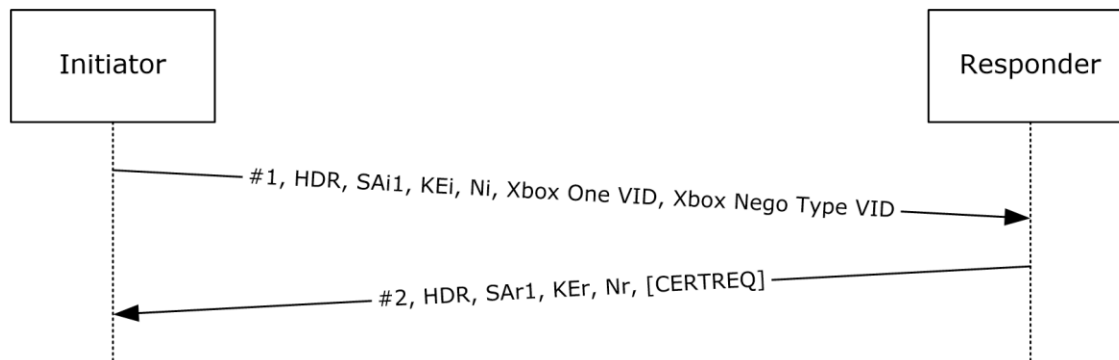 Initiator
Responder
#1, HDR, SAi1, KEi, Ni, Xbox One VID, Xbox Nego Type VID
#2, HDR, SAr1, KEr, Nr, [CERTREQ]